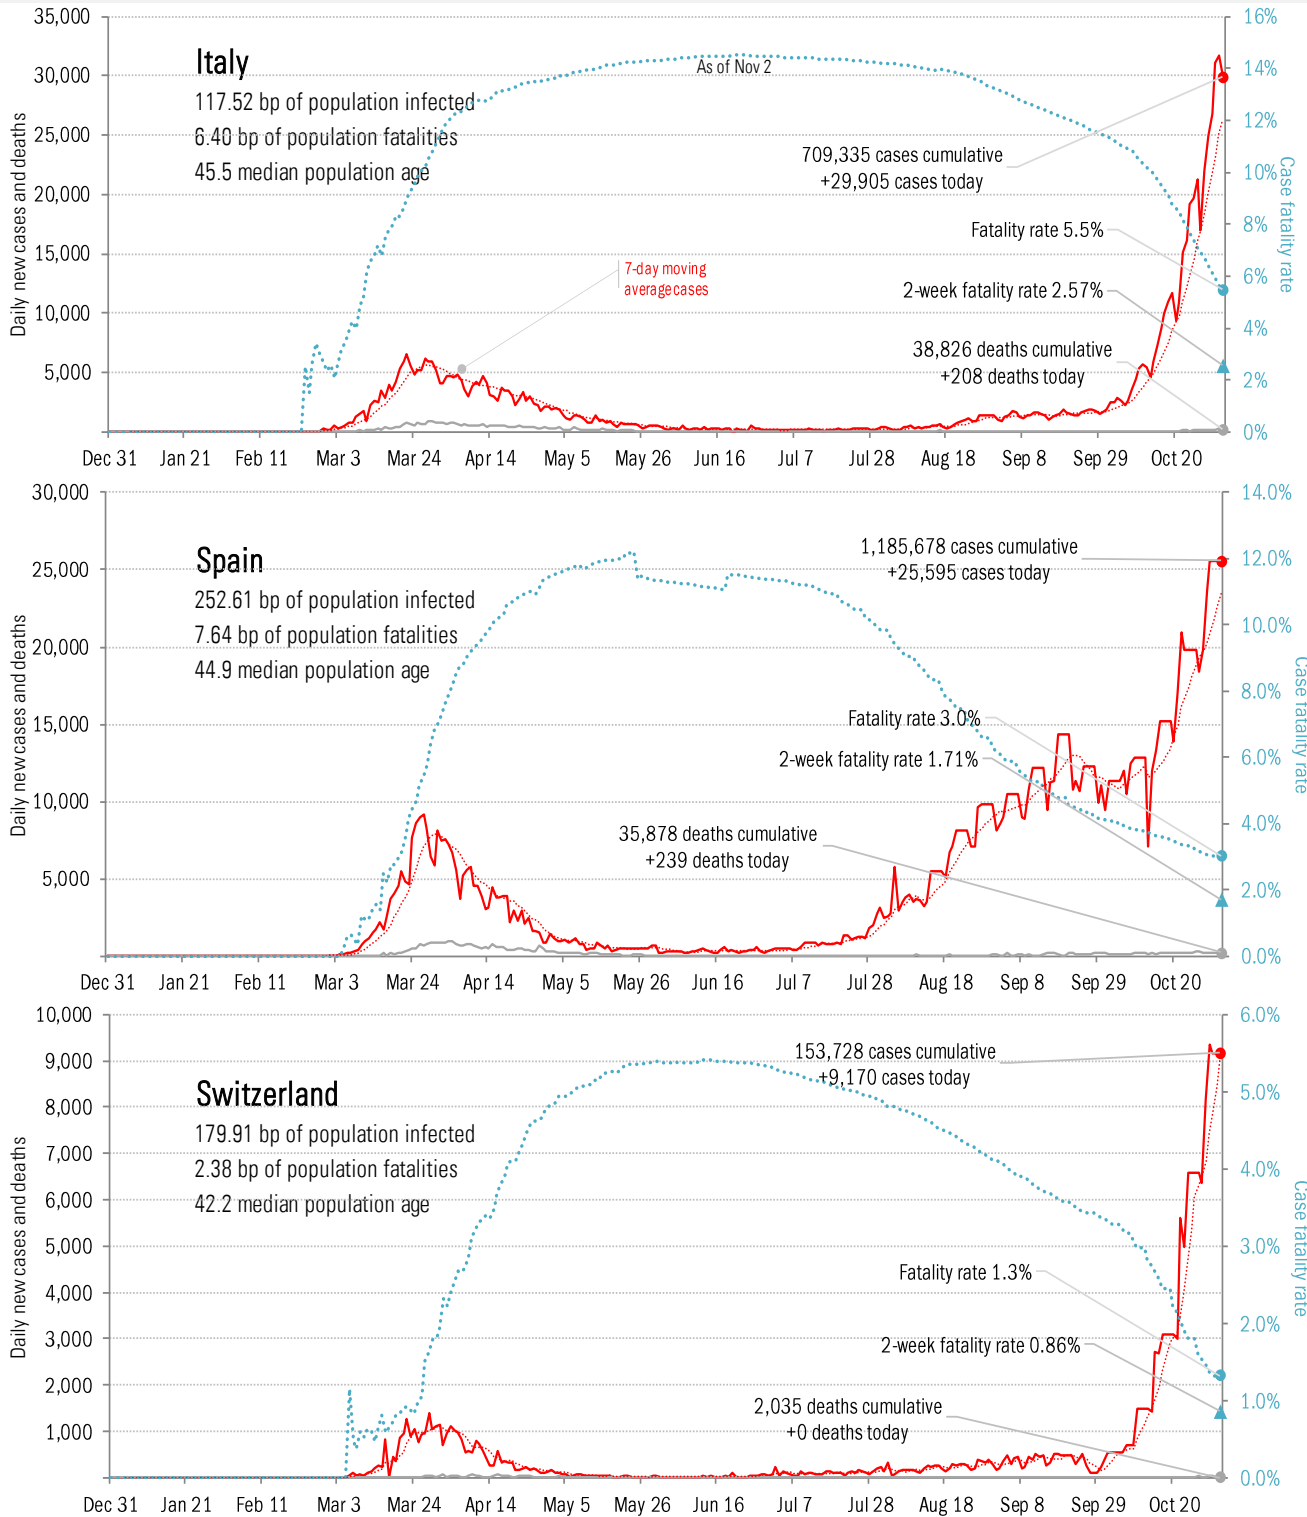 35,000
30,000
25,000
20,000
15,000
10,000
5,000
Daily new cases and deaths
Italy
117.52 bp of population infected
6.40 bp of population fatalities
45.5 median population age
As of Nov 2
7-day moving
average cases
709,335 cases cumulative
+29,905 cases today
Fatality rate 5.5%
2-week fatality rate 2.57%
38,826 deaths cumulative
+208 deaths today
16%
14%
12%
10%
8%
6%
4%
2%
0%
Case fatality rate
Dec 31 Jan 21 Feb 11 Mar 3 Mar 24 Apr 14 May 5 May 26 Jun 16 Jul 7 Jul 28 Aug 18 Sep 8 Sep 29 Oct 20
30,000
25,000
20,000
15,000
10,000
5,000
Daily new cases and deaths
Spain
252.61 bp of population infected
7.64 bp of population fatalities
44.9 median population age
1,185,678 cases cumulative
+25,595 cases today
Fatality rate 3.0%
2-week fatality rate 1.71%
35,878 deaths cumulative
+239 deaths today
14.0%
12.0%
10.0%
8.0%
6.0%
4.0%
2.0%
0.0%
Case fatality rate
Dec 31 Jan 21 Feb 11 Mar 3 Mar 24 Apr 14 May 5 May 26 Jun 16 Jul 7 Jul 28 Aug 18 Sep 8 Sep 29 Oct 20
10,000
9,000
8,000
7,000
6,000
5,000
4,000
3,000
2,000
1,000
Daily new cases and deaths
Switzerland
179.91 bp of population infected
2.38 bp of population fatalities
42.2 median population age
153,728 cases cumulative
+9,170 cases today
Fatality rate 1.3%
2-week fatality rate 0.86%
2,035 deaths cumulative
+0 deaths today
6.0%
5.0%
4.0%
3.0%
2.0%
1.0%
0.0%
Case fatality rate
Dec 31 Jan 21 Feb 11 Mar 3 Mar 24 Apr 14 May 5 May 26 Jun 16 Jul 7 Jul 28 Aug 18 Sep 8 Sep 29 Oct 20